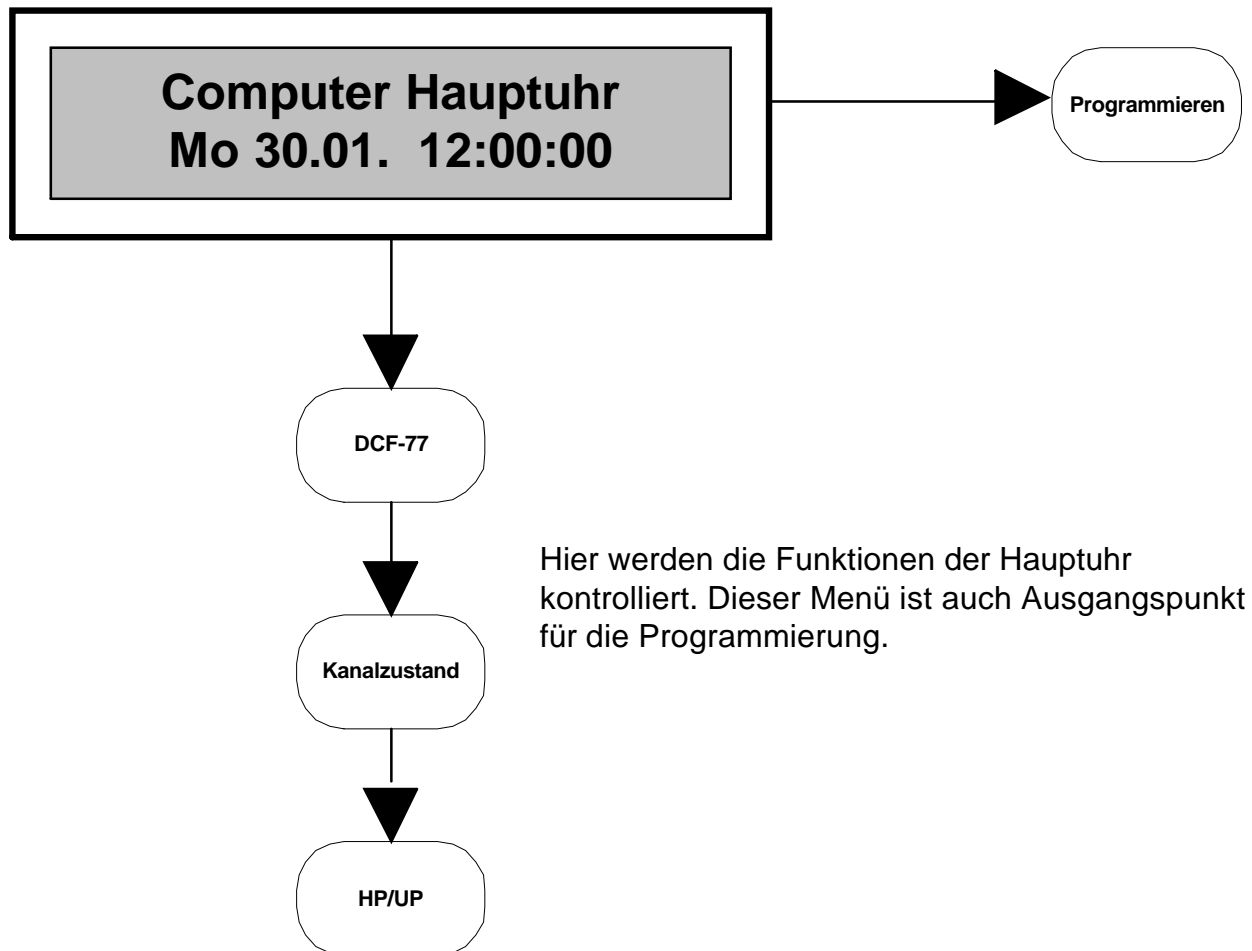 Computer Hauptuhr
Mo 30.01. 12:00:00
Programmieren
DCF-77
Hier werden die Funktionen der Hauptuhr
kontrolliert. Dieser Menü ist auch Ausgangspunkt
für die Programmierung.
Kanalzustand
HP/UP